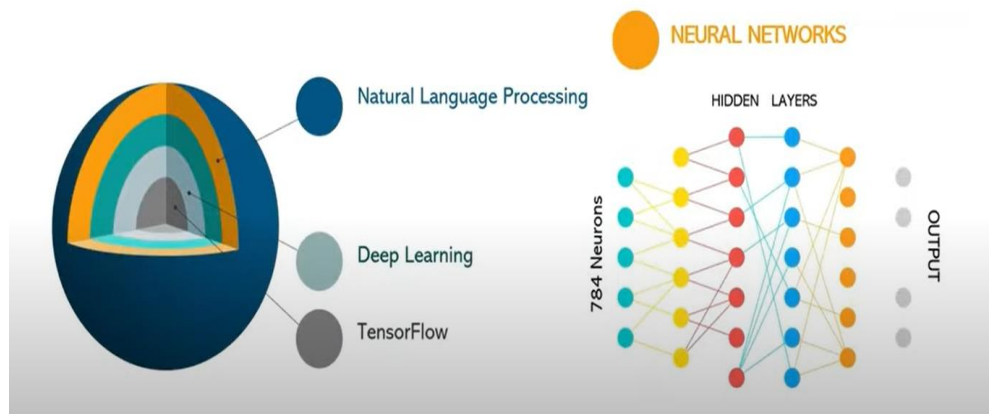 NEURAL NETWORKS
Natural Language Processing
HIDDEN LAYERS
784 Neurons
OUTPUT
Deep Learning
TensorFlow